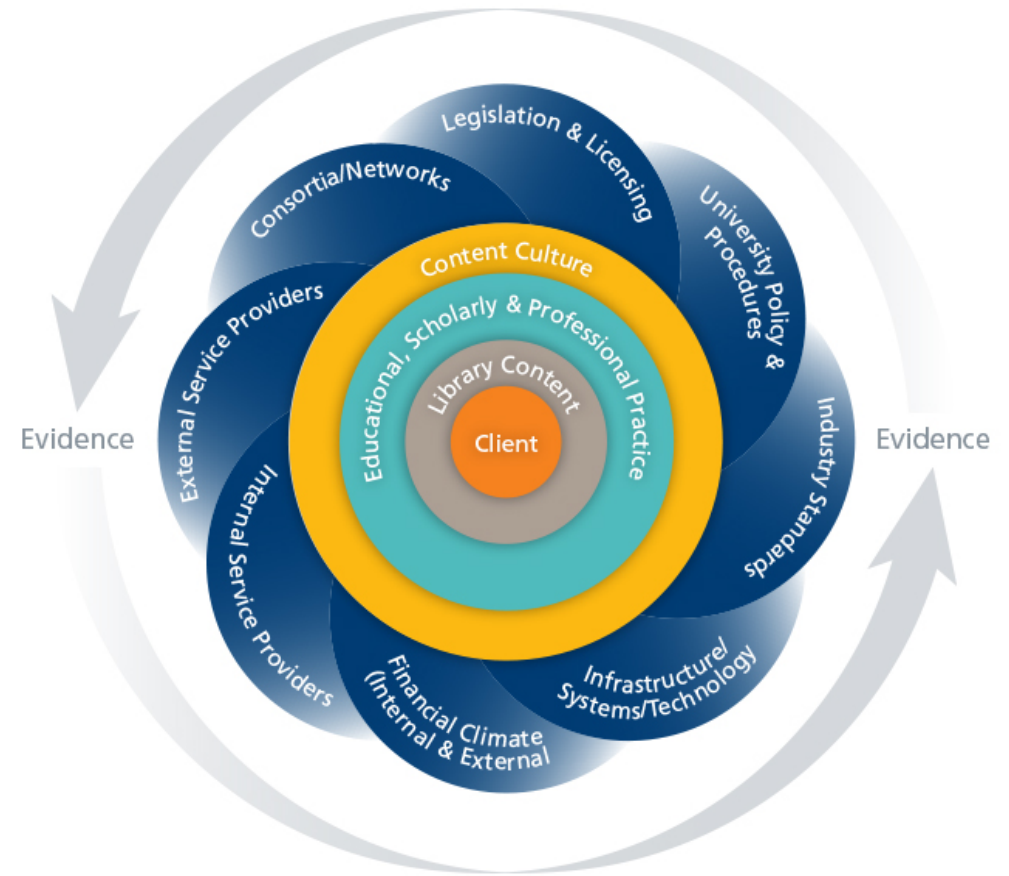 Legislation & Licensing
Consortia/Networks
University Policy &
Procedures
Content Culture
External Service Providers
Educational, Scholarly & Professional Practice
Library Content
Industry Standards
Evidence
Client
Evidence
Internal Service Providers
Infrastructure/
Systems/Technology
Financial Climate
(Internal & External